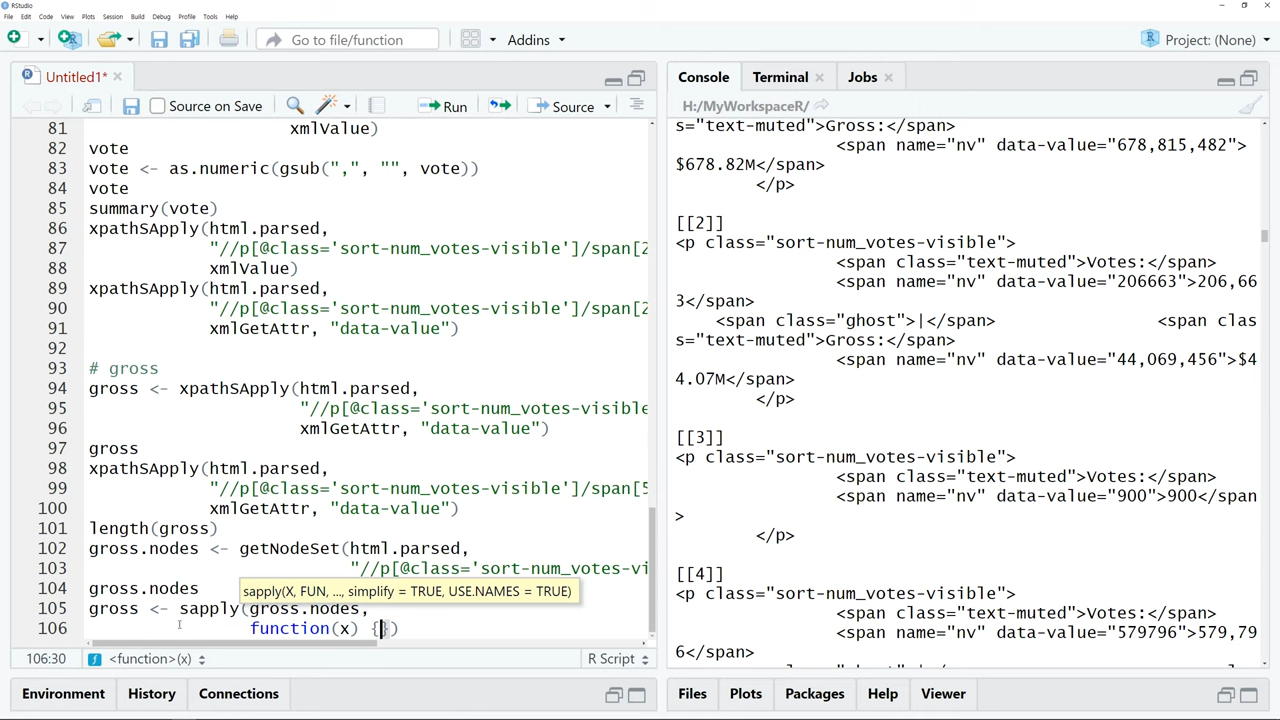 RStudio
File Edit Code View Plots Session Build Debug Profile Tools Help
Go to file/function Addins Project: (None)
Untitled1*
Source on Save Run Source
81 xmlValue)
82 vote
83 vote <- as.numeric(gsub(",", "", vote))
84 vote
85 summary(vote)
86 xpathSApply(html.parsed,
87 "//p[@class='sort-num_votes-visible']/span[2
88 xmlValue)
89 xpathSApply(html.parsed,
90 "//p[@class='sort-num_votes-visible']/span[2
91 xmlGetAttr, "data-value")
92
93 # gross
94 gross <- xpathSApply(html.parsed,
95 "//p[@class='sort-num_votes-visible
96 xmlGetAttr, "data-value")
97 gross
98 xpathSApply(html.parsed,
99 "//p[@class='sort-num_votes-visible']/span[5
100 xmlGetAttr, "data-value")
101 length(gross)
102 gross.nodes <- getNodeSet(html.parsed,
103 "//p[@class='sort-num_votes-vi
104 gross.nodes
sapply(X, FUN, ..., simplify = TRUE, USE.NAMES = TRUE)
105 gross <- sapply(gross.nodes,
106 function(x) {})
106:30 <function>(x) R Script
Environment History Connections
Console Terminal Jobs
H:/MyWorkspaceR/
s="text-muted">Gross:</span>
<span name="nv" data-value="678,815,482">
$678.82M</span>
</p>
[[2]]
<p class="sort-num_votes-visible">
<span class="text-muted">Votes:</span>
<span name="nv" data-value="206663">206,66
3</span>
<span class="ghost">|</span> <span clas
s="text-muted">Gross:</span>
<span name="nv" data-value="44,069,456">$4
4.07M</span>
</p>
[[3]]
<p class="sort-num_votes-visible">
<span class="text-muted">Votes:</span>
<span name="nv" data-value="900">900</span
>
</p>
[[4]]
<p class="sort-num_votes-visible">
<span class="text-muted">Votes:</span>
<span name="nv" data-value="579796">579,79
6</span>
Files Plots Packages Help Viewer